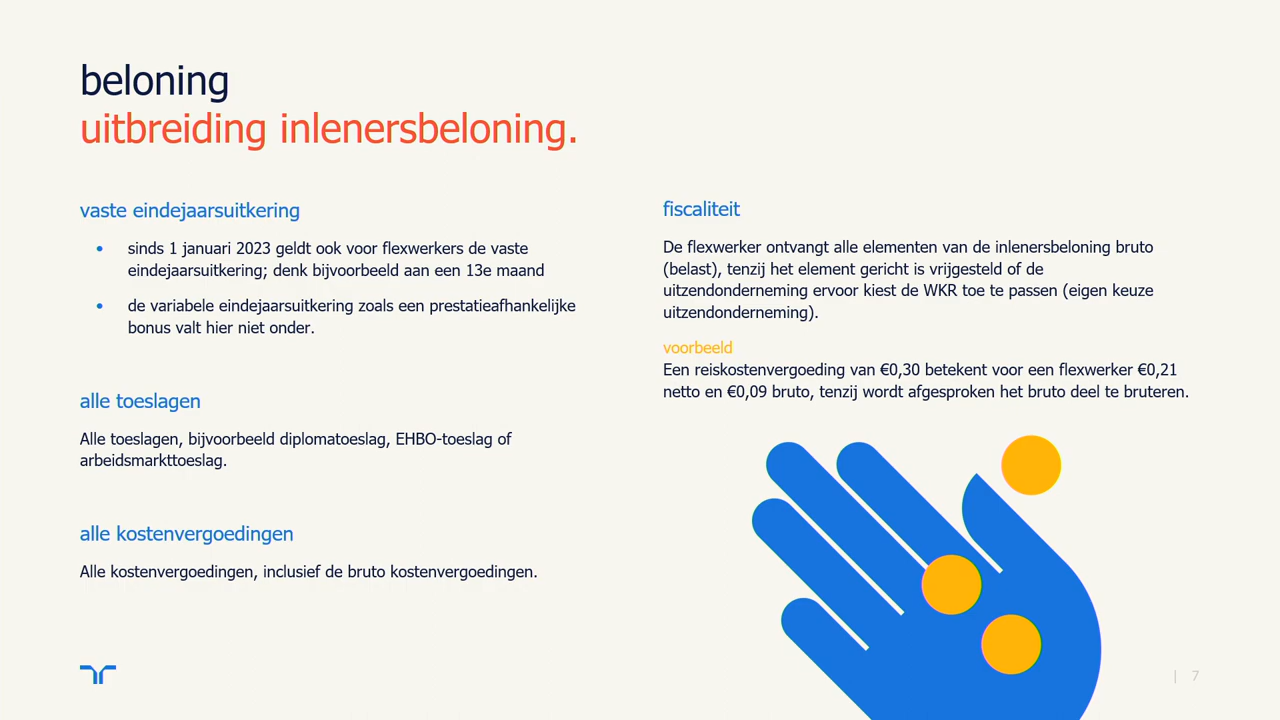 beloning
uitbreiding inlenersbeloning.
vaste eindejaarsuitkering
• sinds 1 januari 2023 geldt ook voor flexwerkers de vaste
eindejaarsuitkering; denk bijvoorbeeld aan een 13e maand
• de variabele eindejaarsuitkering zoals een prestatieafhankelijke
bonus valt hier niet onder.
alle toeslagen
Alle toeslagen, bijvoorbeeld diplomatoeslag, EHBO-toeslag of
arbeidsmarkttoeslag.
alle kostenvergoedingen
Alle kostenvergoedingen, inclusief de bruto kostenvergoedingen.
fiscaliteit
De flexwerker ontvangt alle elementen van de inlenersbeloning bruto
(belast), tenzij het element gericht is vrijgesteld of de
uitzendonderneming ervoor kiest de WKR toe te passen (eigen keuze
uitzendonderneming).
voorbeeld
Een reiskostenvergoeding van €0,30 betekent voor een flexwerker €0,21
netto en €0,09 bruto, tenzij wordt afgesproken het bruto deel te bruteren.
| 7